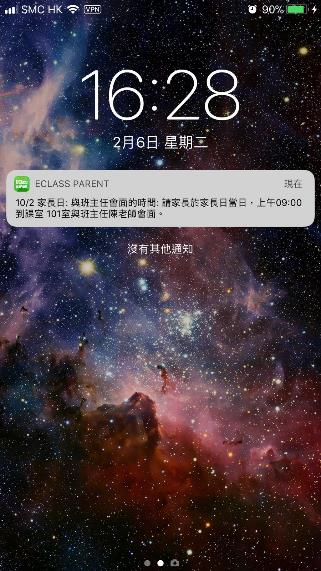 SMC HK VPN 90%
16:28
2月6日 星期二
ECLASS PARENT 現在
10/2 家長日: 與班主任會面的時間: 請家長於家長日當日，上午09:00
到課室 101室與班主任陳老師會面。
沒有其他通知